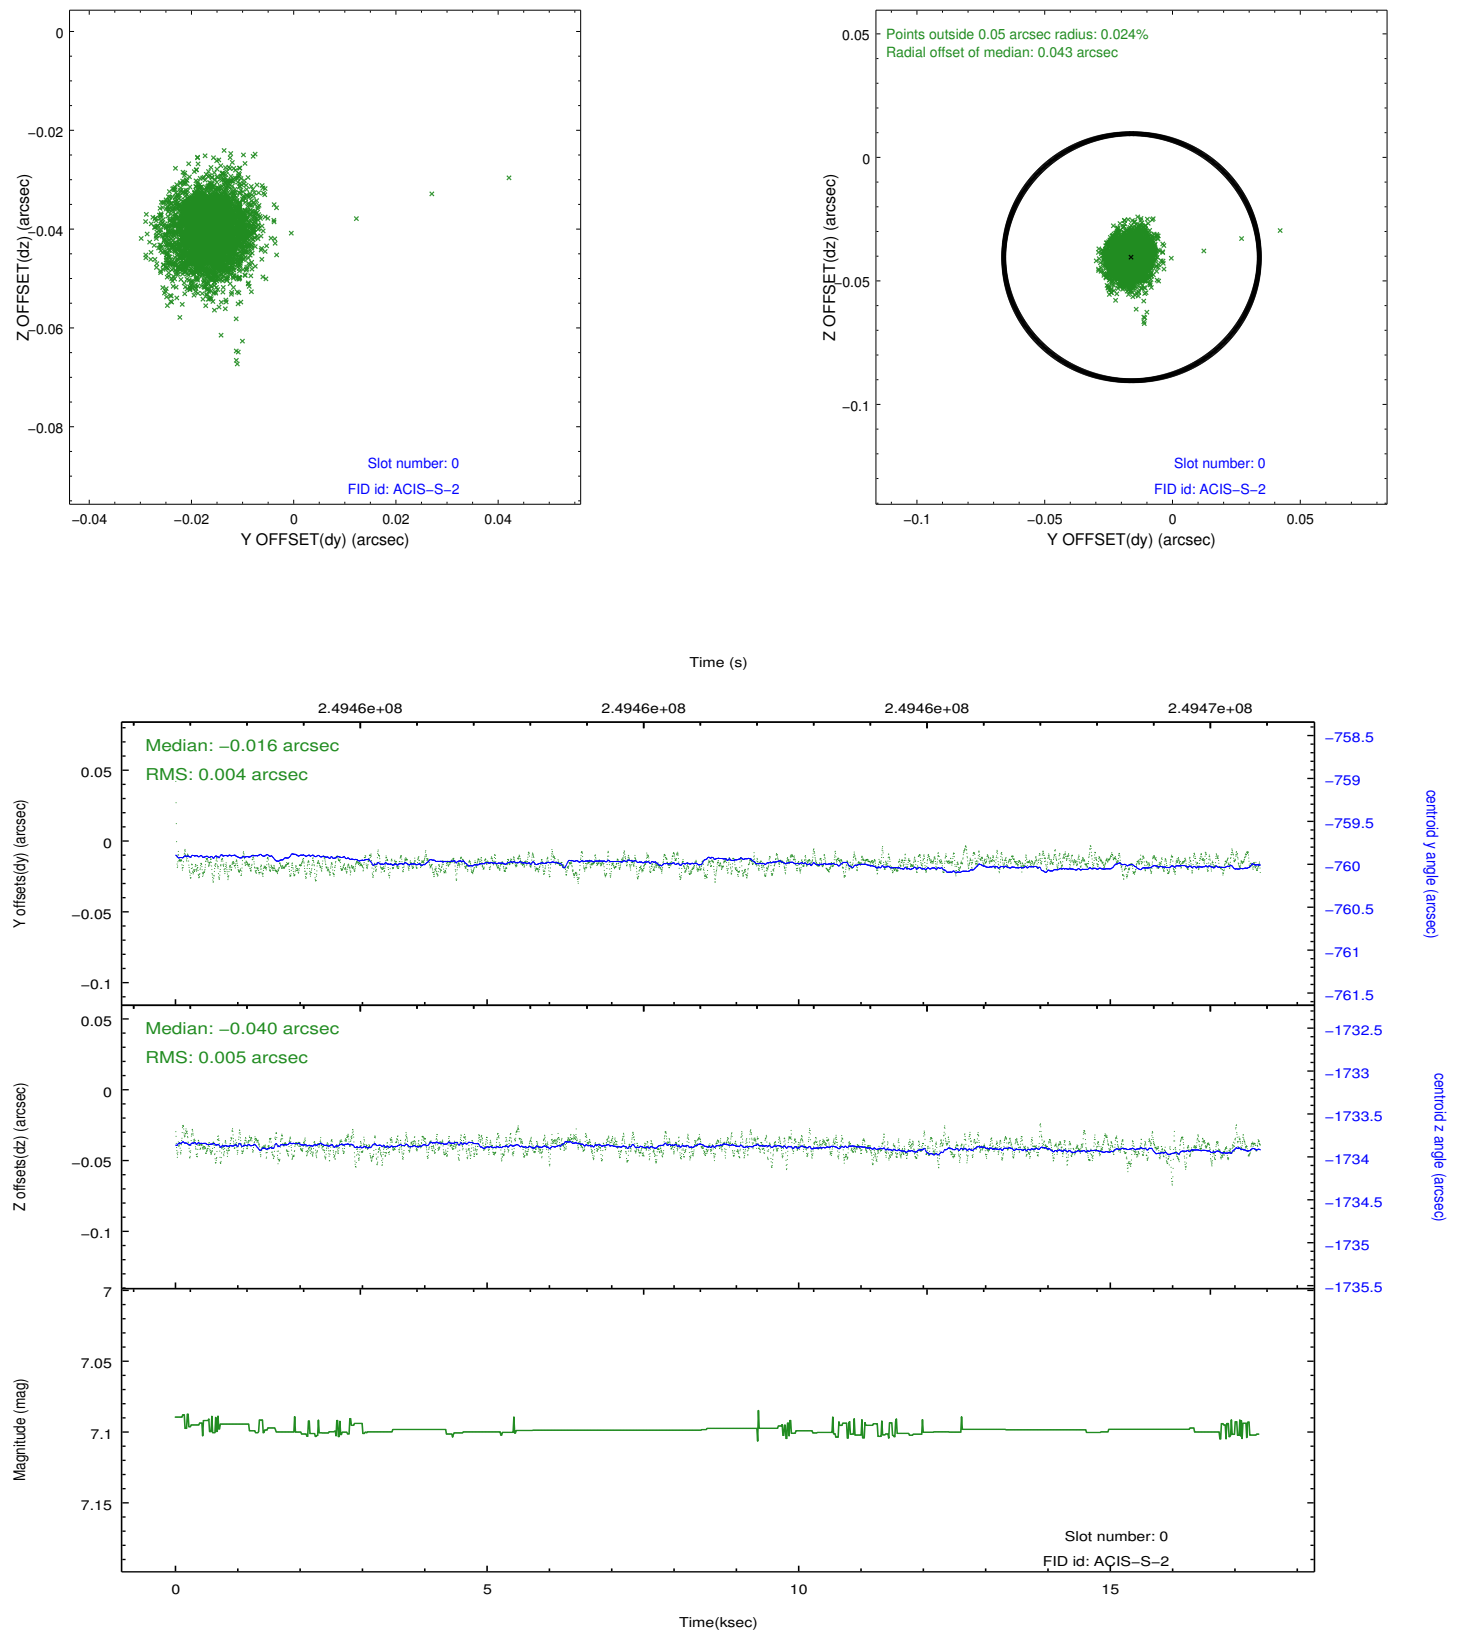 0
−0.02
−0.04
−0.06
−0.08
Z OFFSET(dz) (arcsec)
Slot number: 0
FID id: ACIS−S−2
−0.04
−0.02
0
0.02
0.04
Y OFFSET(dy) (arcsec)
Points outside 0.05 arcsec radius: 0.024%
Radial offset of median: 0.043 arcsec
0.05
0
−0.05
−0.1
Z OFFSET(dz) (arcsec)
Slot number: 0
FID id: ACIS−S−2
−0.1
−0.05
0
0.05
Y OFFSET(dy) (arcsec)
Time (s)
2.4946e+08
2.4946e+08
2.4946e+08
2.4947e+08
Median: −0.016 arcsec
RMS: 0.004 arcsec
0.05
0
−0.05
−0.1
Y offsets(dy) (arcsec)
−758.5
−759
−759.5
−760
−760.5
−761
−761.5
centroid y angle (arcsec)
Median: −0.040 arcsec
RMS: 0.005 arcsec
0.05
0
−0.05
−0.1
Z offsets(dz) (arcsec)
−1732.5
−1733
−1733.5
−1734
−1734.5
−1735
−1735.5
centroid z angle (arcsec)
7
7.05
7.1
7.15
Magnitude (mag)
Slot number: 0
FID id: ACIS−S−2
0
5
10
15
Time(ksec)